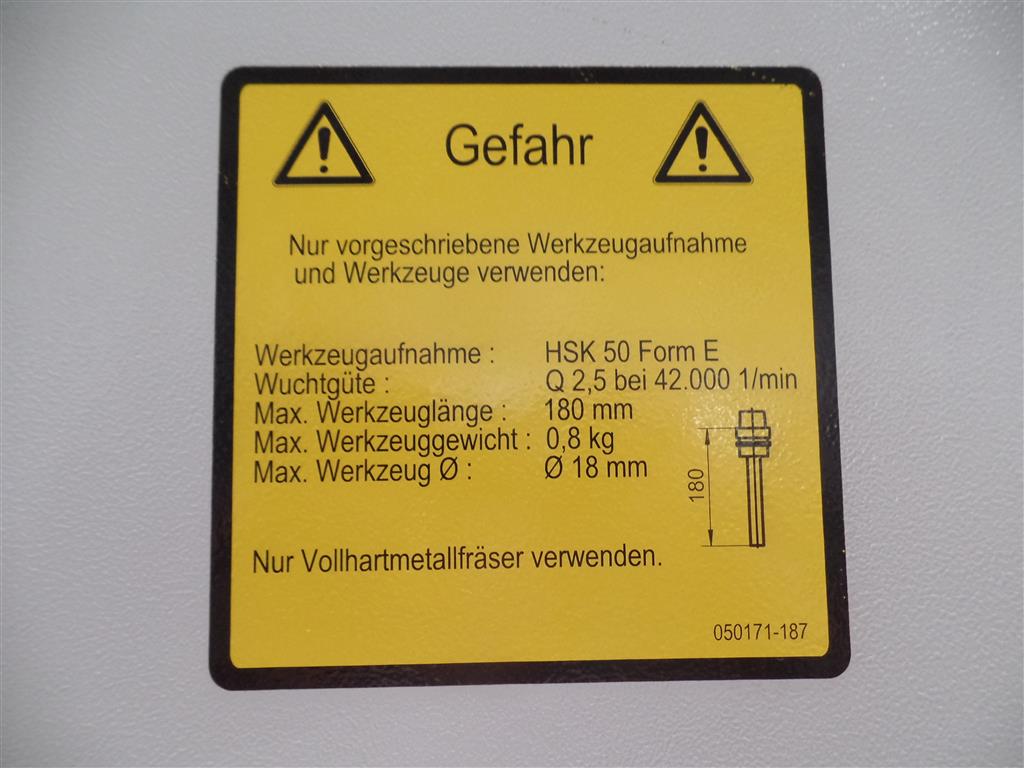 Gefahr
Nur vorgeschriebene Werkzeugaufnahme
und Werkzeuge verwenden:
Werkzeugaufnahme : HSK 50 Form E
Wuchtgüte : Q 2,5 bei 42.000 1/min
Max. Werkzeuglänge : 180 mm
Max. Werkzeuggewicht : 0,8 kg
Max. Werkzeug Ø : Ø 18 mm
180
Nur Vollhartmetallfräser verwenden.
050171-187